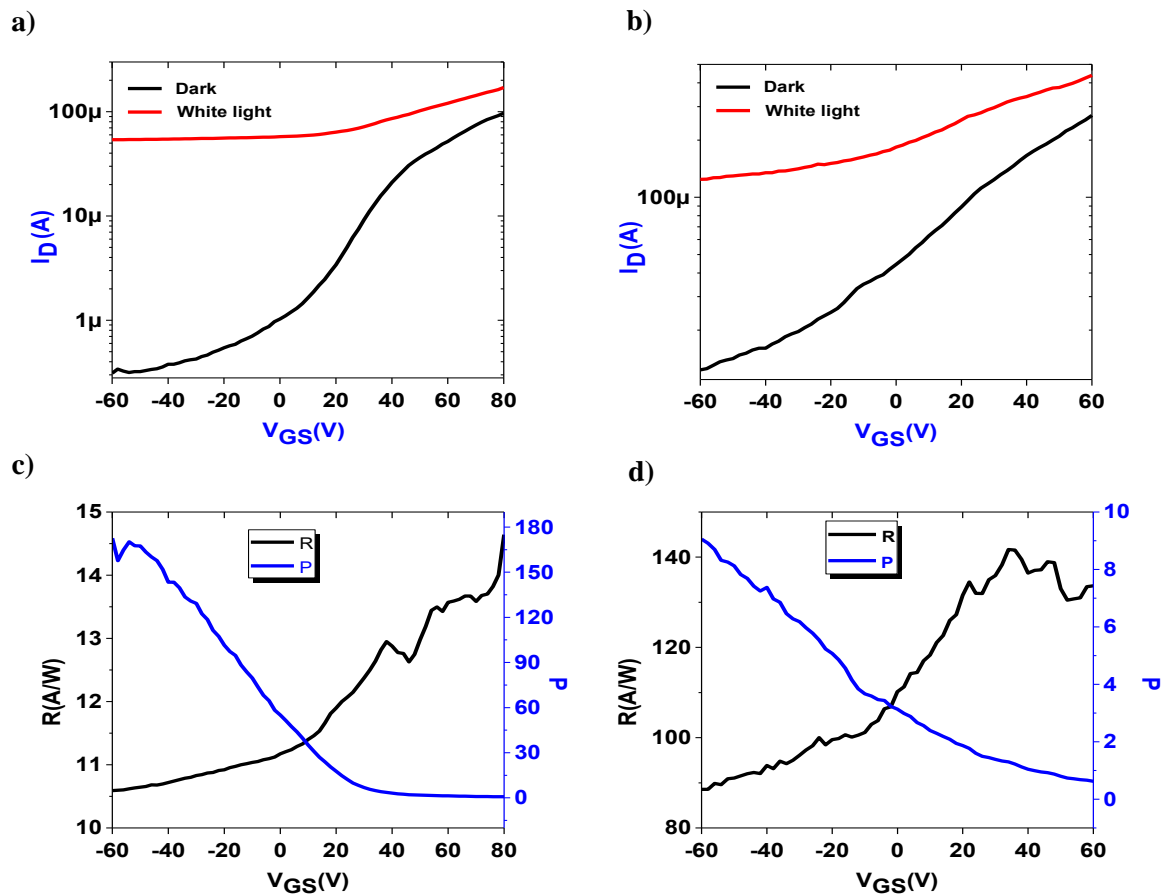 a)
Dark
White light
100µ
10µ
1µ
I_D(A)
-60 -40 -20 0 20 40 60 80
V_GS(V)
b)
Dark
White light
100µ
I_D(A)
-60 -40 -20 0 20 40 60
V_GS(V)
c)
R
P
15
14
13
12
11
10
R(A/W)
180
150
120
90
60
30
0
P
-60 -40 -20 0 20 40 60 80
V_GS(V)
d)
R
P
140
120
100
80
R(A/W)
10
8
6
4
2
0
P
-60 -40 -20 0 20 40 60
V_GS(V)